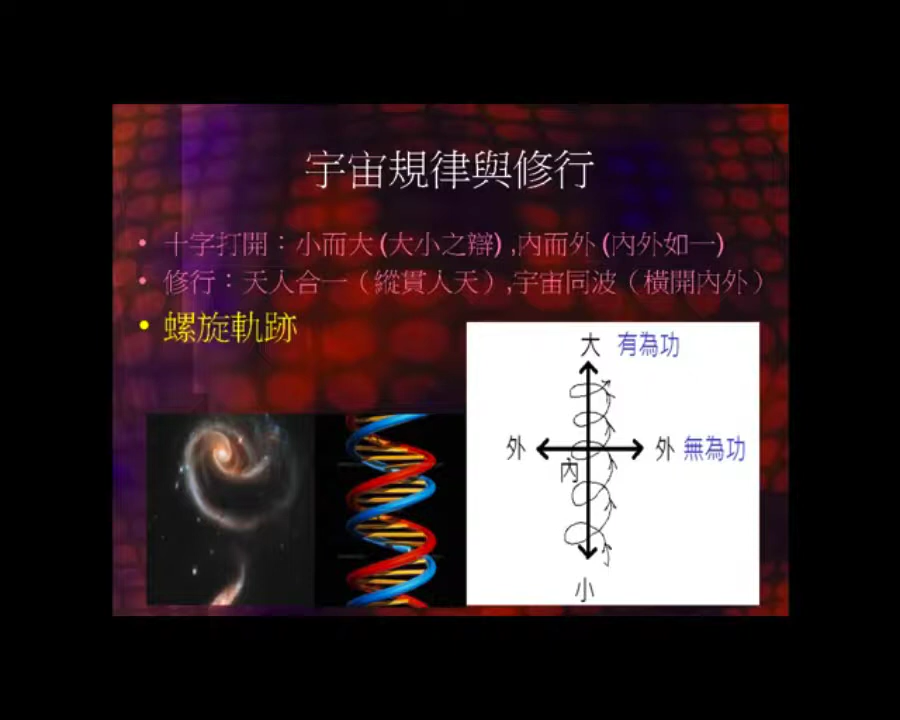 宇宙規律與修行
• 十字打開：小而大(大小之辯),內而外(內外如一)
• 修行：天人合一（縱貫人天）,宇宙同波（橫開內外）
• 螺旋軌跡
大 有為功
外 外 無為功
內
小